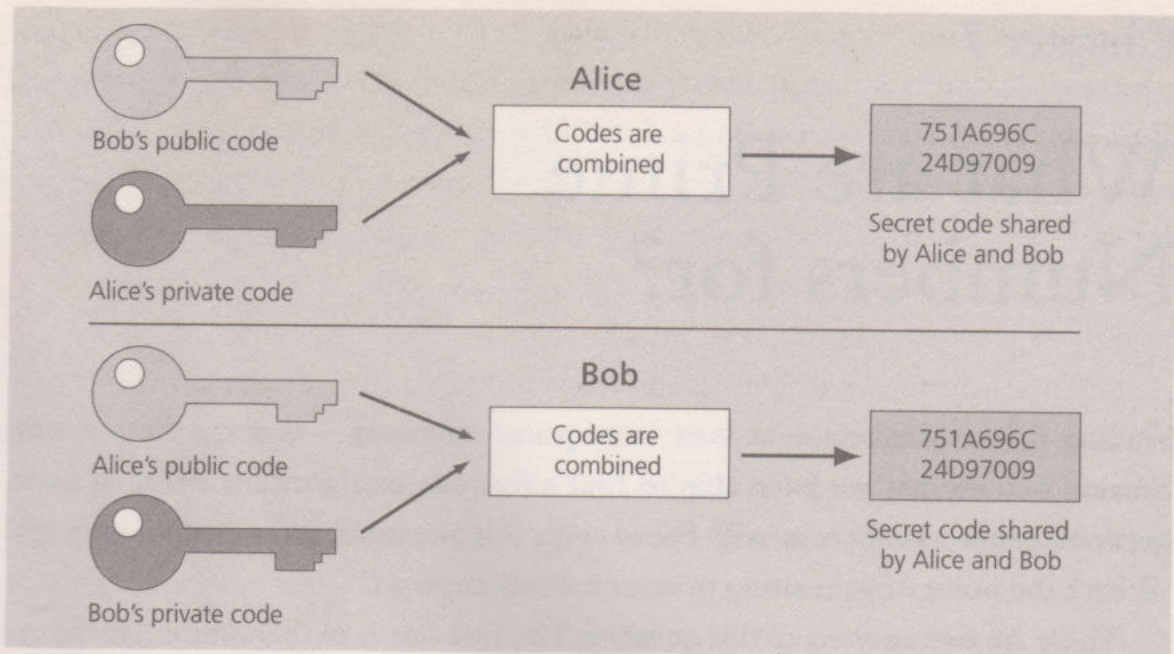 Alice
Bob's public code
Codes are
combined
751A696C
24D97009
Alice's private code
Secret code shared
by Alice and Bob
Bob
Alice's public code
Codes are
combined
751A696C
24D97009
Bob's private code
Secret code shared
by Alice and Bob